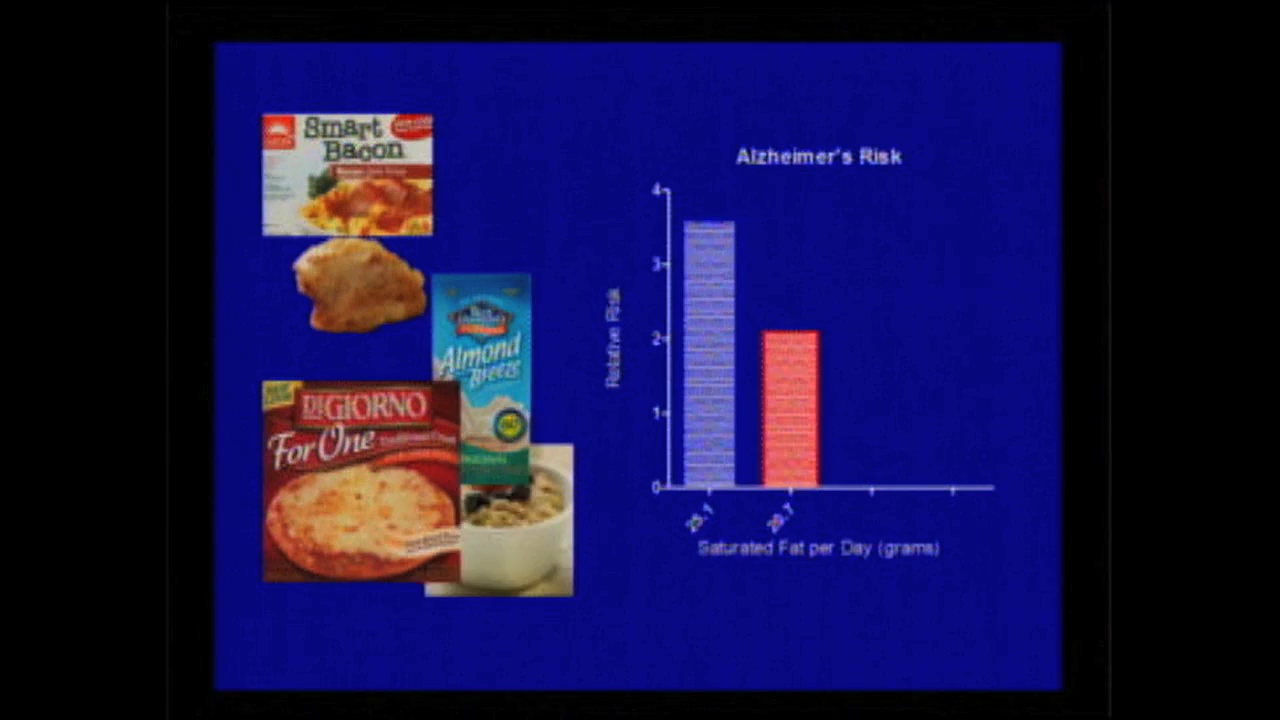 Smart
Bacon
Almond
Breeze
DIGIORNO
For One
Alzheimer's Risk
4
3
2
1
0
Relative Risk
Saturated Fat per Day (grams)